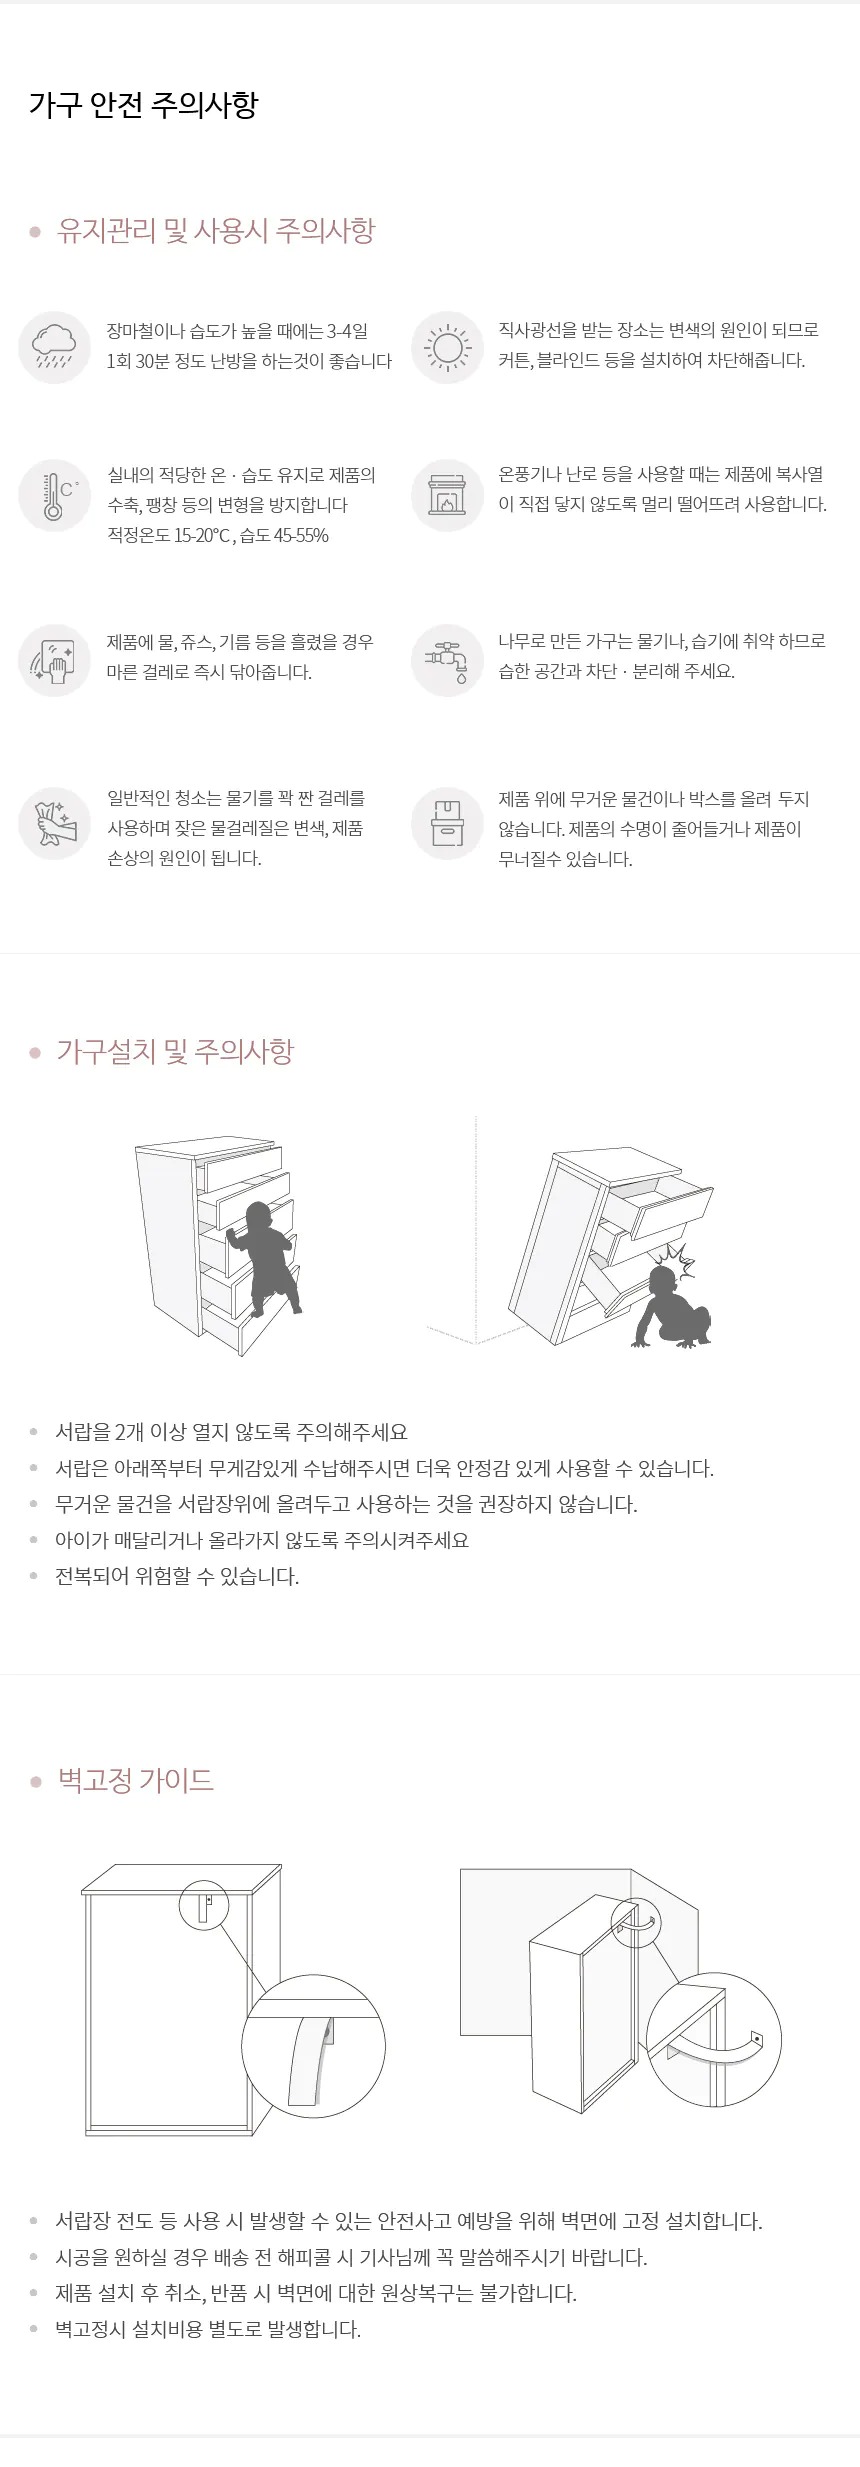 가구 안전 주의사항
유지관리 및 사용시 주의사항
장마철이나 습도가 높을 때에는 3-4일
1회 30분 정도 난방을 하는것이 좋습니다
직사광선을 받는 장소는 변색의 원인이 되므로
커튼, 블라인드 등을 설치하여 차단해줍니다.
C°
실내의 적당한 온 · 습도 유지로 제품의
수축, 팽창 등의 변형을 방지합니다
적정온도 15-20℃ , 습도 45-55%
온풍기나 난로 등을 사용할 때는 제품에 복사열
이 직접 닿지 않도록 멀리 떨어뜨려 사용합니다.
제품에 물, 쥬스, 기름 등을 흘렸을 경우
마른 걸레로 즉시 닦아줍니다.
나무로 만든 가구는 물기나, 습기에 취약 하므로
습한 공간과 차단 · 분리해 주세요.
일반적인 청소는 물기를 꽉 짠 걸레를
사용하며 잦은 물걸레질은 변색, 제품
손상의 원인이 됩니다.
제품 위에 무거운 물건이나 박스를 올려 두지
않습니다. 제품의 수명이 줄어들거나 제품이
무너질수 있습니다.
가구설치 및 주의사항
서랍을 2개 이상 열지 않도록 주의해주세요
서랍은 아래쪽부터 무게감있게 수납해주시면 더욱 안정감 있게 사용할 수 있습니다.
무거운 물건을 서랍장위에 올려두고 사용하는 것을 권장하지 않습니다.
아이가 매달리거나 올라가지 않도록 주의시켜주세요
전복되어 위험할 수 있습니다.
벽고정 가이드
서랍장 전도 등 사용 시 발생할 수 있는 안전사고 예방을 위해 벽면에 고정 설치합니다.
시공을 원하실 경우 배송 전 해피콜 시 기사님께 꼭 말씀해주시기 바랍니다.
제품 설치 후 취소, 반품 시 벽면에 대한 원상복구는 불가합니다.
벽고정시 설치비용 별도로 발생합니다.